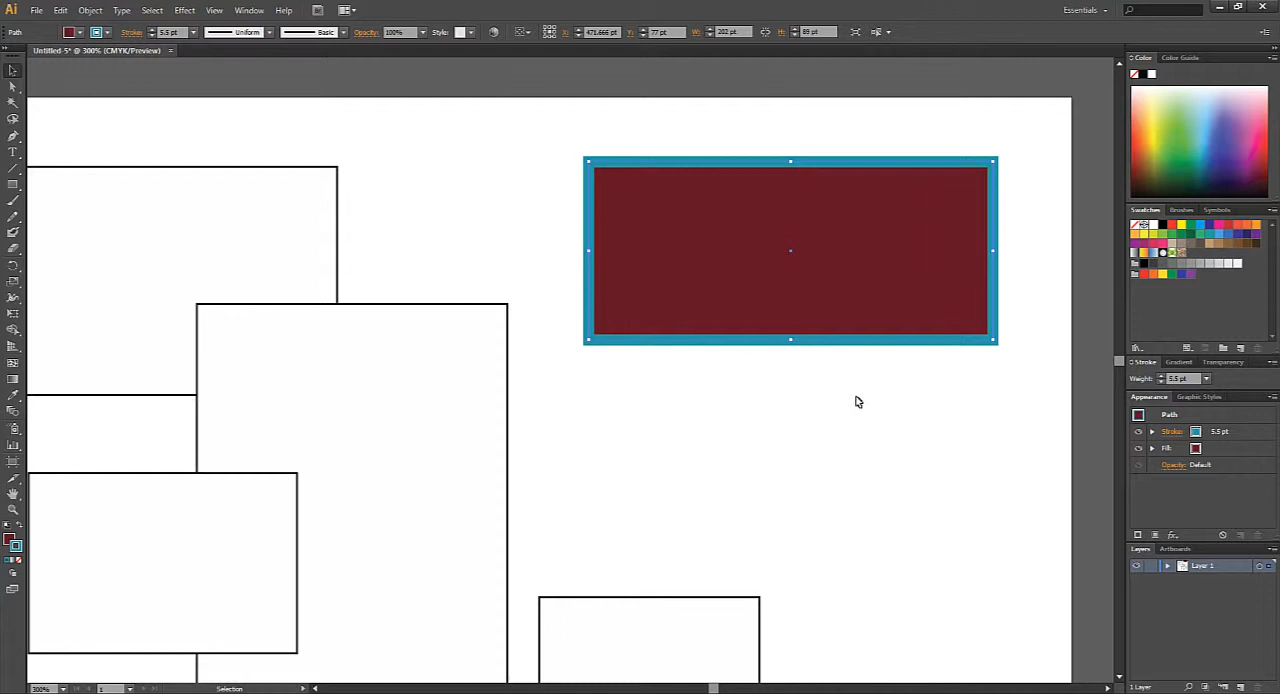 Ai File Edit Object Type Select Effect View Window Help Br Essentials
Path Stroke: 5.5 pt Uniform Basic Opacity: 100% Style: X: 471.666 pt Y: 77 pt W: 202 pt H: 89 pt
Untitled-5* @ 300% (CMYK/Preview) ×
Color Color Guide
Swatches Brushes Symbols
Stroke Gradient Transparency
Weight: 5.5 pt
Appearance Graphic Styles
Path
Stroke: 5.5 pt
Fill:
Opacity: Default
fx
Layers Artboards
Layer 1
300% 1 Selection 1 Layer